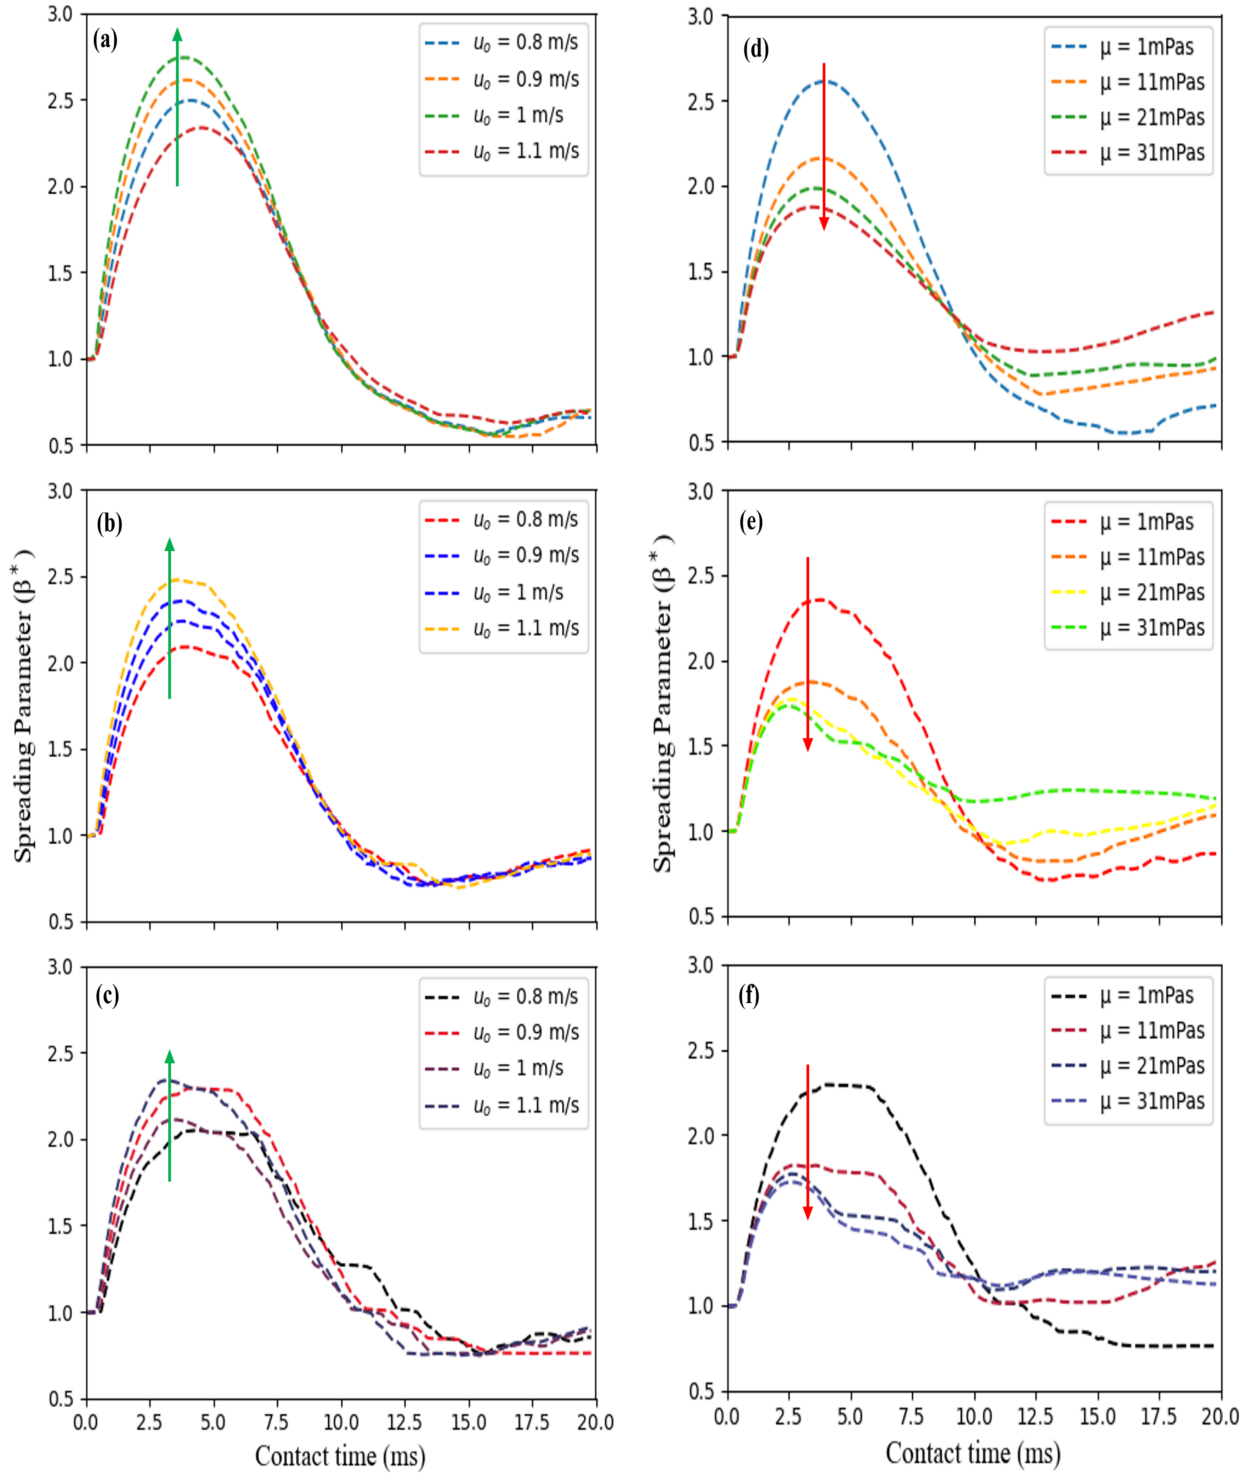 (a)
3.0
2.5
2.0
1.5
1.0
0.5
u₀ = 0.8 m/s
u₀ = 0.9 m/s
u₀ = 1 m/s
u₀ = 1.1 m/s
(d)
3.0
2.5
2.0
1.5
1.0
0.5
μ = 1mPas
μ = 11mPas
μ = 21mPas
μ = 31mPas
Spreading Parameter (β*)
(b)
3.0
2.5
2.0
1.5
1.0
0.5
u₀ = 0.8 m/s
u₀ = 0.9 m/s
u₀ = 1 m/s
u₀ = 1.1 m/s
Spreading Parameter (β*)
(e)
3.0
2.5
2.0
1.5
1.0
0.5
μ = 1mPas
μ = 11mPas
μ = 21mPas
μ = 31mPas
(c)
3.0
2.5
2.0
1.5
1.0
0.5
u₀ = 0.8 m/s
u₀ = 0.9 m/s
u₀ = 1 m/s
u₀ = 1.1 m/s
0.0 2.5 5.0 7.5 10.0 12.5 15.0 17.5 20.0
Contact time (ms)
(f)
3.0
2.5
2.0
1.5
1.0
0.5
μ = 1mPas
μ = 11mPas
μ = 21mPas
μ = 31mPas
0.0 2.5 5.0 7.5 10.0 12.5 15.0 17.5 20.0
Contact time (ms)